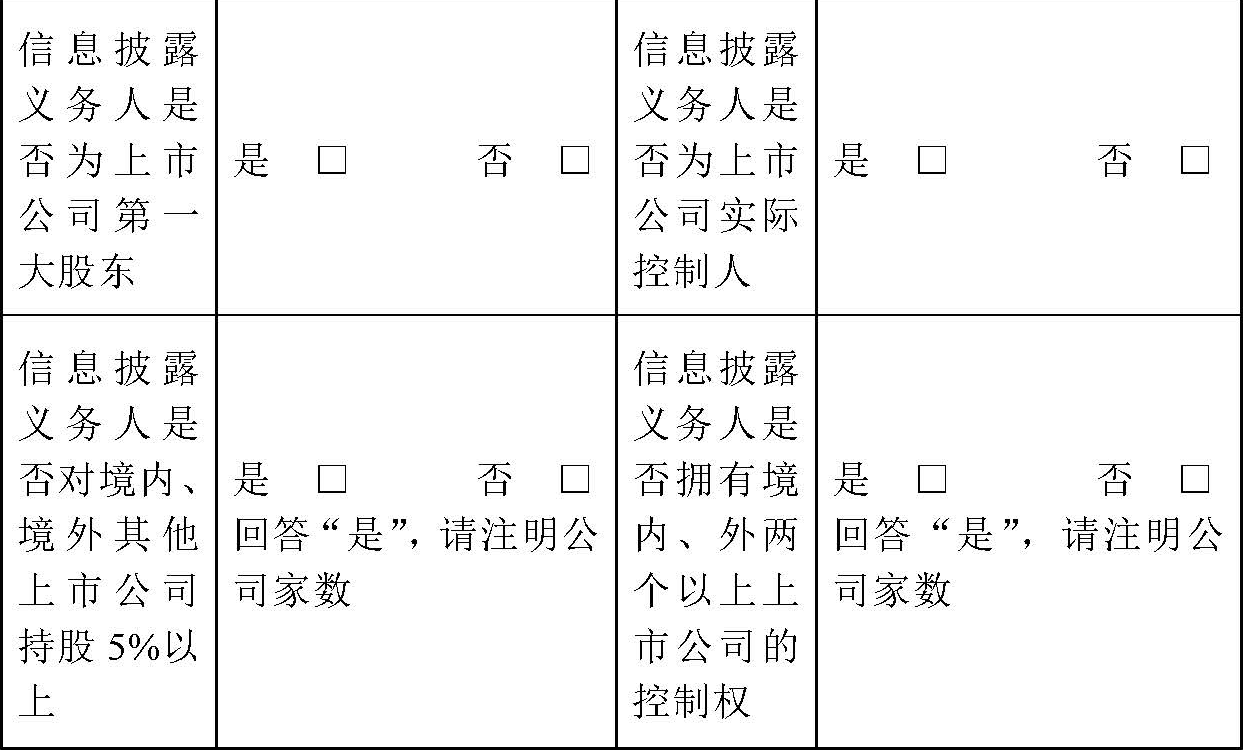 信息披露
义务人是
否为上市
公司第一
大股东
是 □ 否 □
信息披露
义务人是
否为上市
公司实际
控制人
是 □ 否 □
信息披露
义务人是
否对境内、
境外其他
上市公司
持股 5%以
上
是 □ 否 □
回答“是”，请注明公
司家数
信息披露
义务人是
否拥有境
内、外两
个以上上
市公司的
控制权
是 □ 否 □
回答“是”，请注明公
司家数